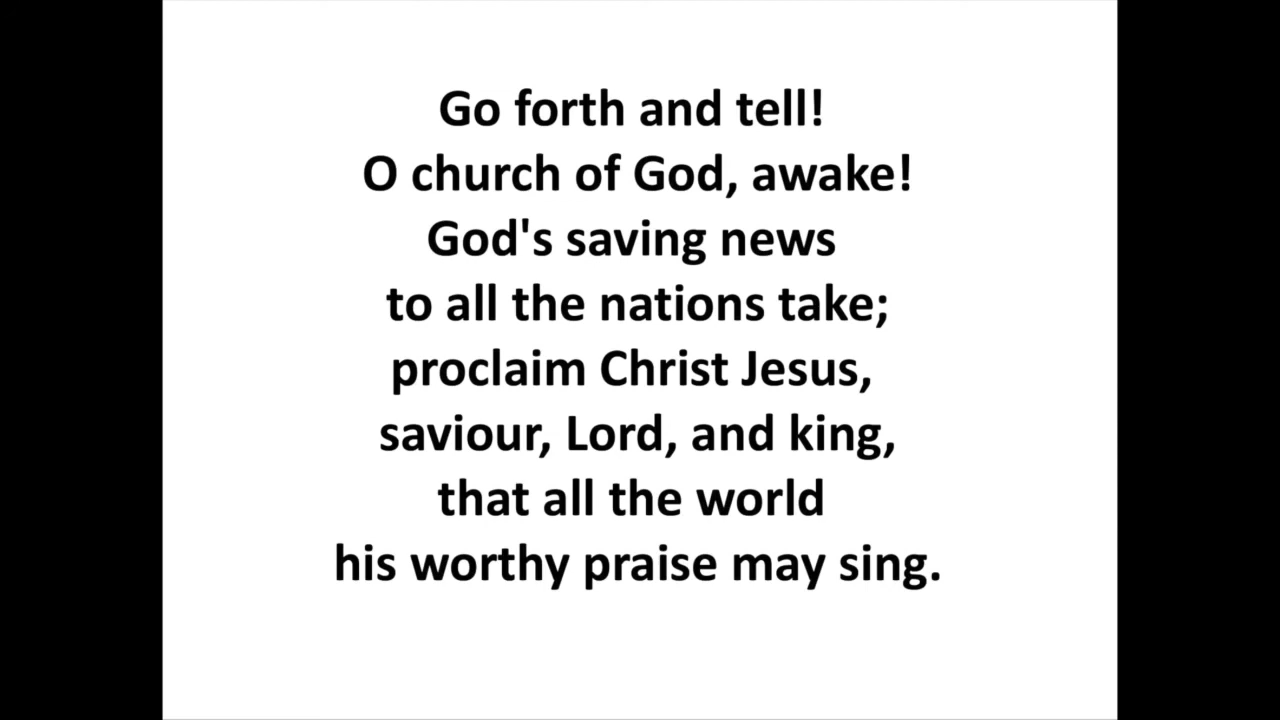 Go forth and tell!
O church of God, awake!
God's saving news
to all the nations take;
proclaim Christ Jesus,
saviour, Lord, and king,
that all the world
his worthy praise may sing.